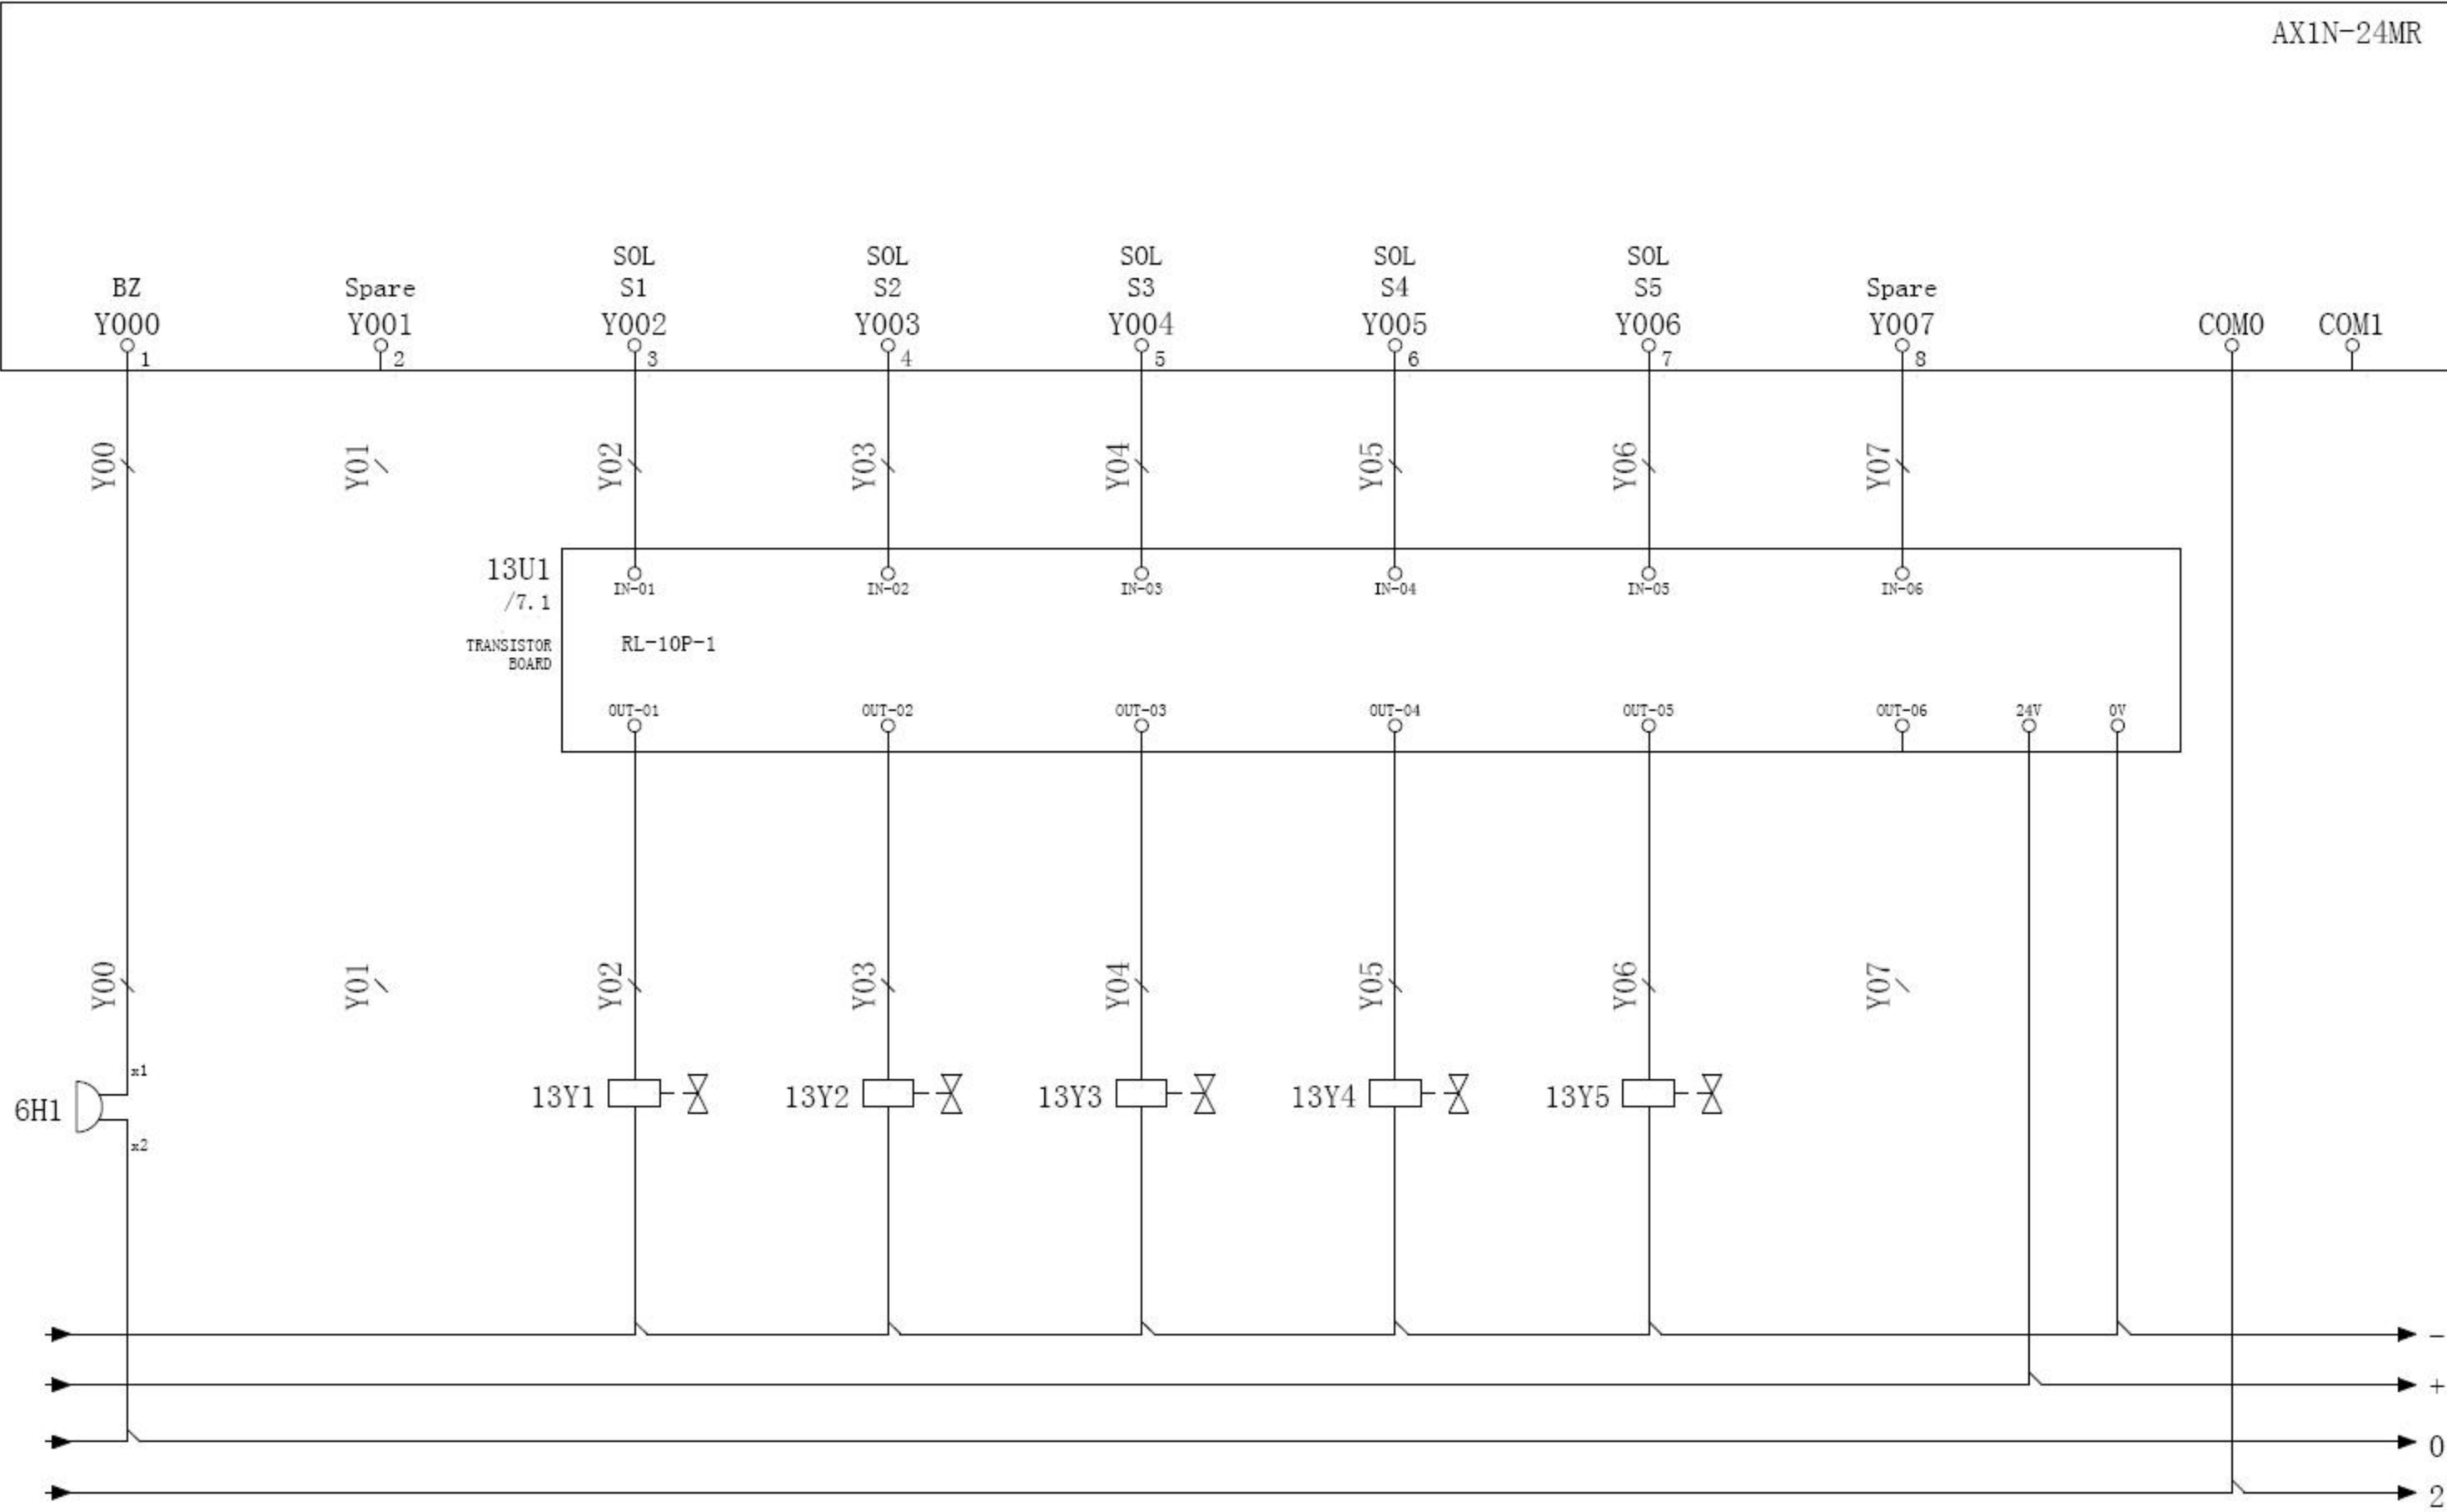 AX1N-24MR
SOL SOL SOL SOL SOL
BZ Spare S1 S2 S3 S4 S5 Spare
Y000 Y001 Y002 Y003 Y004 Y005 Y006 Y007 COM0 COM1
1 2 3 4 5 6 7 8
Y00 Y01 Y02 Y03 Y04 Y05 Y06 Y07
13U1
/7.1
IN-01 IN-02 IN-03 IN-04 IN-05 IN-06
TRANSISTOR
BOARD
RL-10P-1
OUT-01 OUT-02 OUT-03 OUT-04 OUT-05 OUT-06 24V 0V
Y00 Y01 Y02 Y03 Y04 Y05 Y06 Y07
x1
6H1 13Y1 13Y2 13Y3 13Y4 13Y5
x2
-
+
0
2